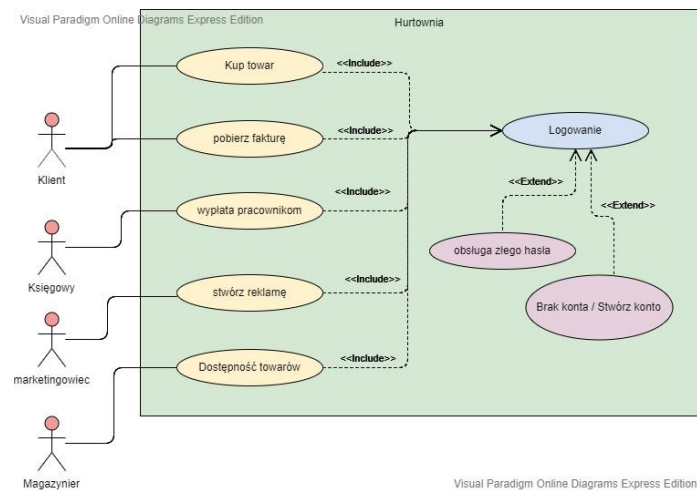 Visual Paradigm Online Diagrams Express Edition
Hurtownia
Kup towar
<<Include>>
Logowanie
pobierz fakturę
<<Include>>
Klient
<<Extend>>
<<Include>>
<<Extend>>
wypłata pracownikom
obsługa złego hasła
Księgowy
<<Include>>
stwórz reklamę
Brak konta / Stwórz konto
<<Include>>
Dostępność towarów
marketingowiec
Magazynier
Visual Paradigm Online Diagrams Express Edition